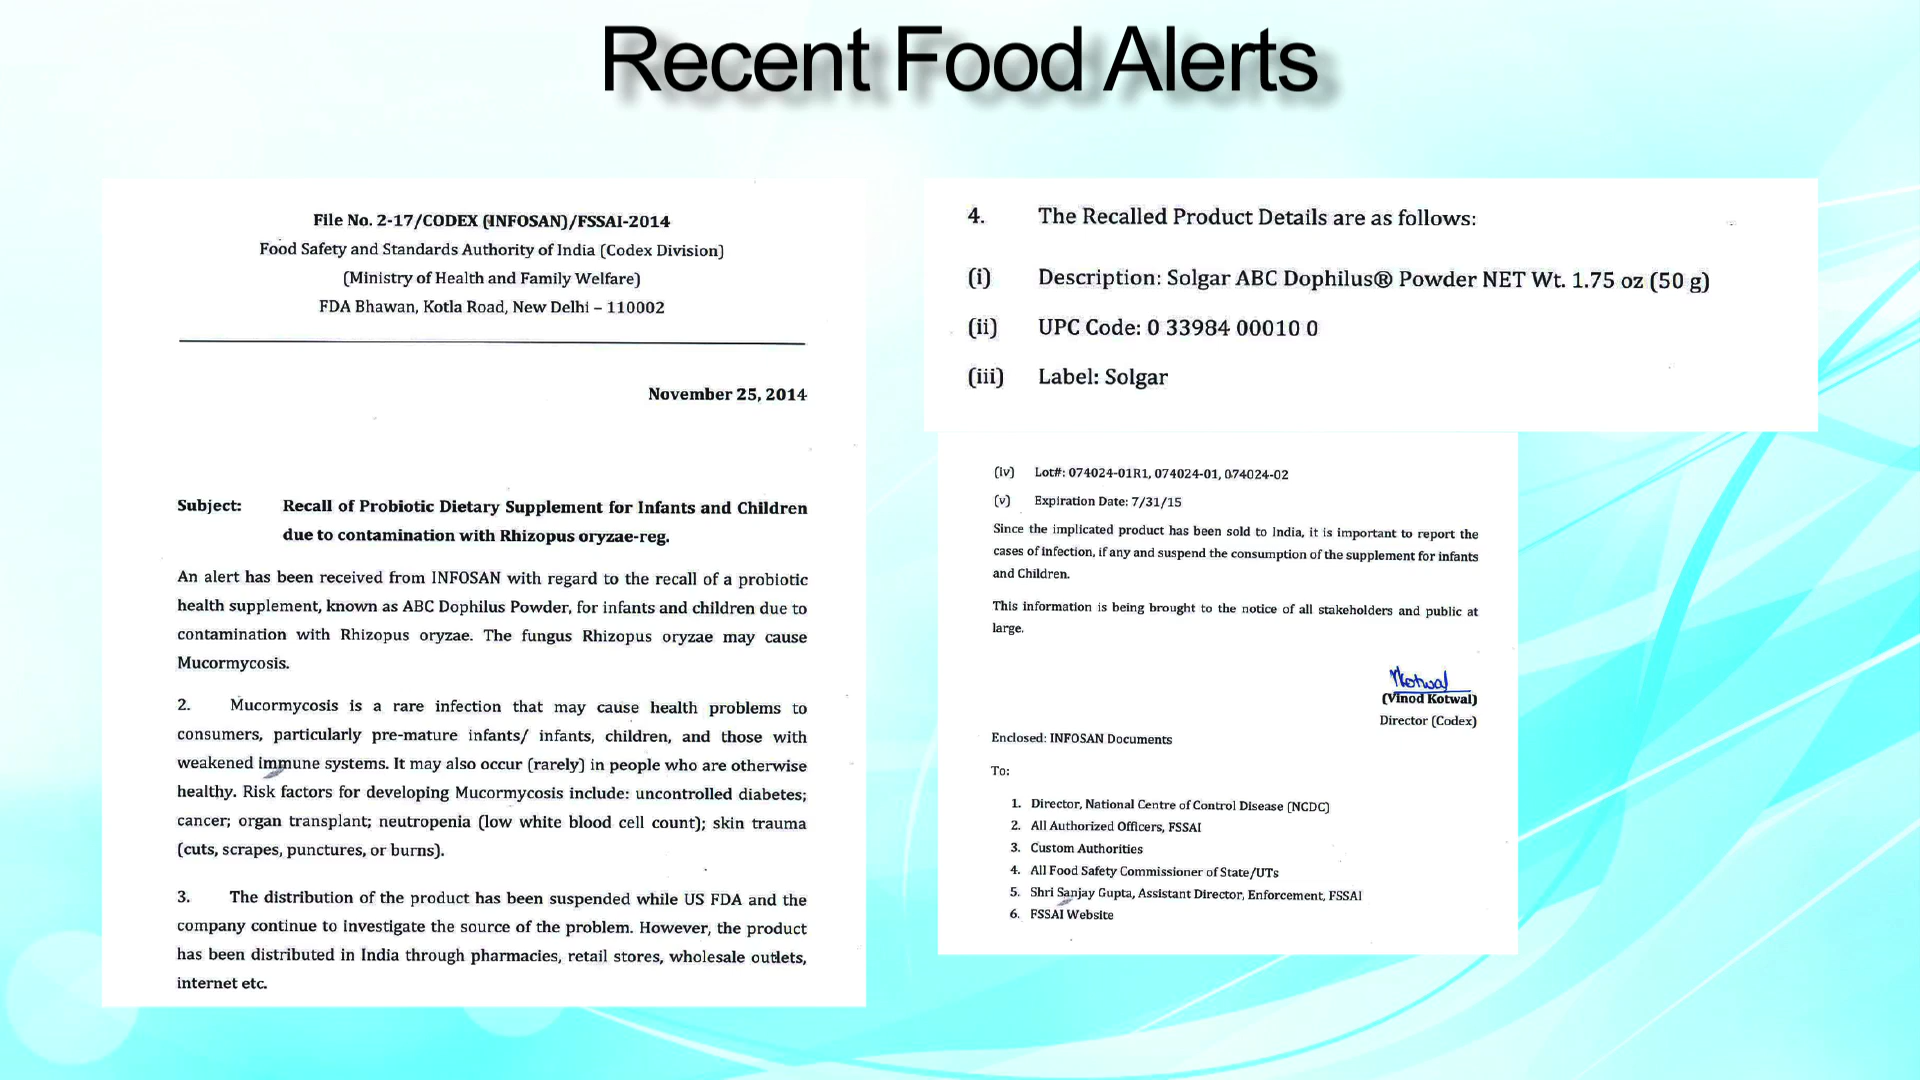 Recent Food Alerts
File No. 2-17/CODEX (INFOSAN)/FSSAI-2014
Food Safety and Standards Authority of India (Codex Division)
(Ministry of Health and Family Welfare)
FDA Bhawan, Kotla Road, New Delhi – 110002
November 25, 2014
Subject: Recall of Probiotic Dietary Supplement for Infants and Children
due to contamination with Rhizopus oryzae-reg.
An alert has been received from INFOSAN with regard to the recall of a probiotic
health supplement, known as ABC Dophilus Powder, for infants and children due to
contamination with Rhizopus oryzae. The fungus Rhizopus oryzae may cause
Mucormycosis.
2. Mucormycosis is a rare infection that may cause health problems to
consumers, particularly pre-mature infants/ infants, children, and those with
weakened immune systems. It may also occur (rarely) in people who are otherwise
healthy. Risk factors for developing Mucormycosis include: uncontrolled diabetes;
cancer; organ transplant; neutropenia (low white blood cell count); skin trauma
(cuts, scrapes, punctures, or burns).
3. The distribution of the product has been suspended while US FDA and the
company continue to investigate the source of the problem. However, the product
has been distributed in India through pharmacies, retail stores, wholesale outlets,
internet etc.
4. The Recalled Product Details are as follows:
(i) Description: Solgar ABC Dophilus® Powder NET Wt. 1.75 oz (50 g)
(ii) UPC Code: 0 33984 00010 0
(iii) Label: Solgar
(iv) Lot#: 074024-01R1, 074024-01, 074024-02
(v) Expiration Date: 7/31/15
Since the implicated product has been sold to India, it is important to report the
cases of infection, if any and suspend the consumption of the supplement for infants
and Children.
This information is being brought to the notice of all stakeholders and public at
large.
Kotwal
(Vinod Kotwal)
Director (Codex)
Enclosed: INFOSAN Documents
To:
1. Director, National Centre of Control Disease (NCDC)
2. All Authorized Officers, FSSAI
3. Custom Authorities
4. All Food Safety Commissioner of State/UTs
5. Shri Sanjay Gupta, Assistant Director, Enforcement, FSSAI
6. FSSAI Website